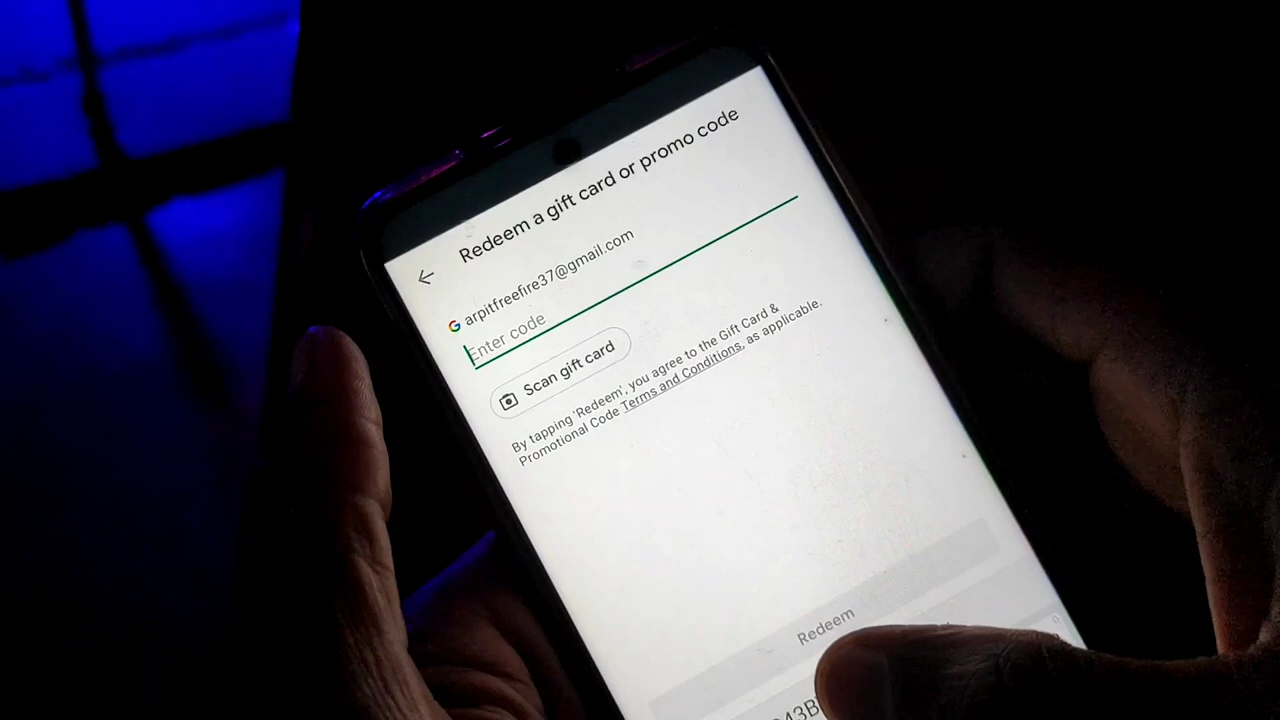 Redeem a gift card or promo code
arpitfreefire37@gmail.com
Enter code
Scan gift card
By tapping 'Redeem', you agree to the Gift Card &
Promotional Code Terms and Conditions, as applicable.
Redeem